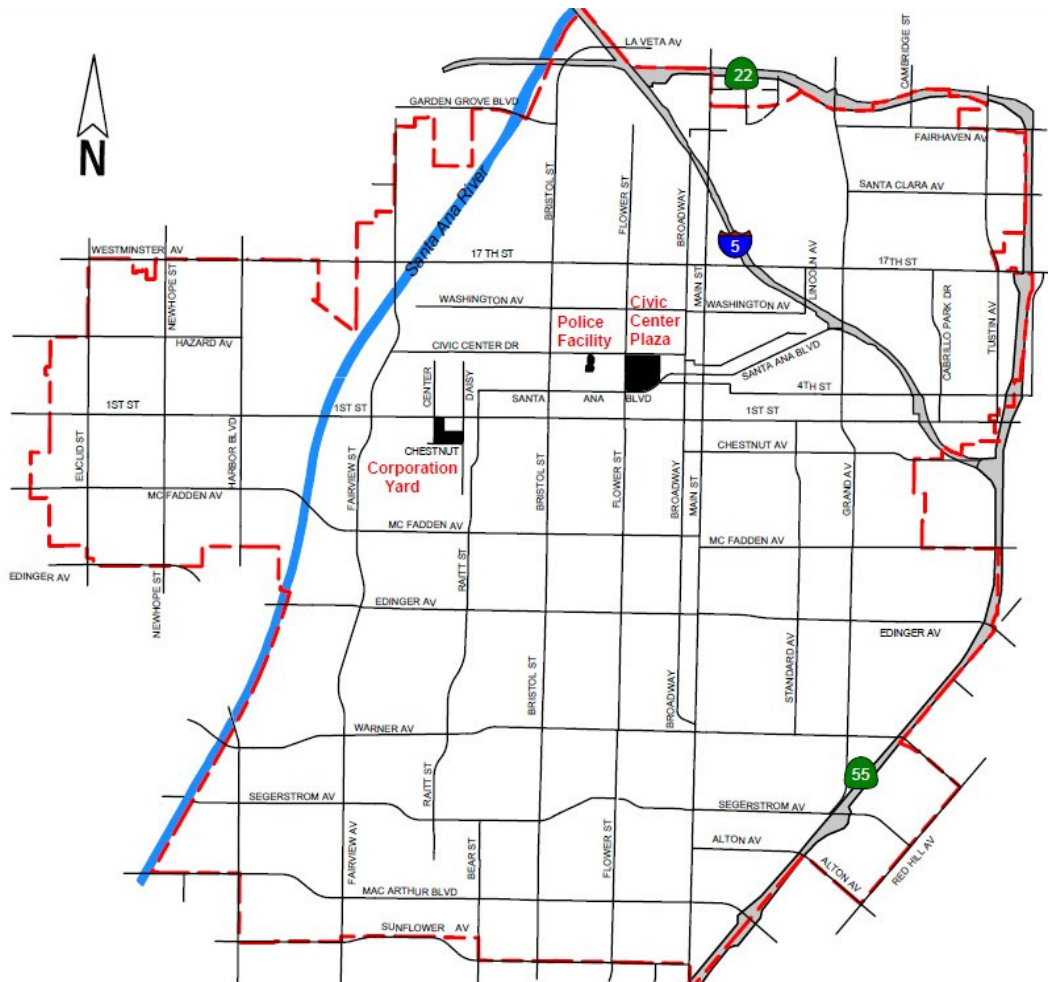 CAMBRIDGE ST
LA VETA AV
22
GARDEN GROVE BLVD
N
FAIRHAVEN AV
Santa Ana River
BRISTOL ST
FLOWER ST
BROADWAY
SANTA CLARA AV
5
WESTMINSTER AV
17 TH ST
17TH ST
NEWHOPE ST
MAIN ST
LINCOLN AV
CABRILLO PARK DR
TUSTIN AV
WASHINGTON AV
WASHINGTON AV
Civic
Center
Plaza
Police
Facility
HAZARD AV
CIVIC CENTER DR
SANTA ANA BLVD
CENTER
DAISY
4TH ST
SANTA ANA BLVD
1ST ST
1ST ST
1ST ST
EUCLID ST
HARBOR BLVD
CHESTNUT
CHESTNUT AV
Corporation
Yard
FAIRVIEW ST
BRISTOL ST
FLOWER ST
BROADWAY
MAIN ST
GRAND AV
MC FADDEN AV
MC FADDEN AV
MC FADDEN AV
EDINGER AV
NEWHOPE ST
RAITT ST
EDINGER AV
EDINGER AV
STANDARD AV
BRISTOL ST
BROADWAY
WARNER AV
RAITT ST
55
SEGERSTROM AV
SEGERSTROM AV
FAIRVIEW AV
BEAR ST
FLOWER ST
ALTON AV
ALTON AV
RED HILL AV
MAC ARTHUR BLVD
SUNFLOWER AV